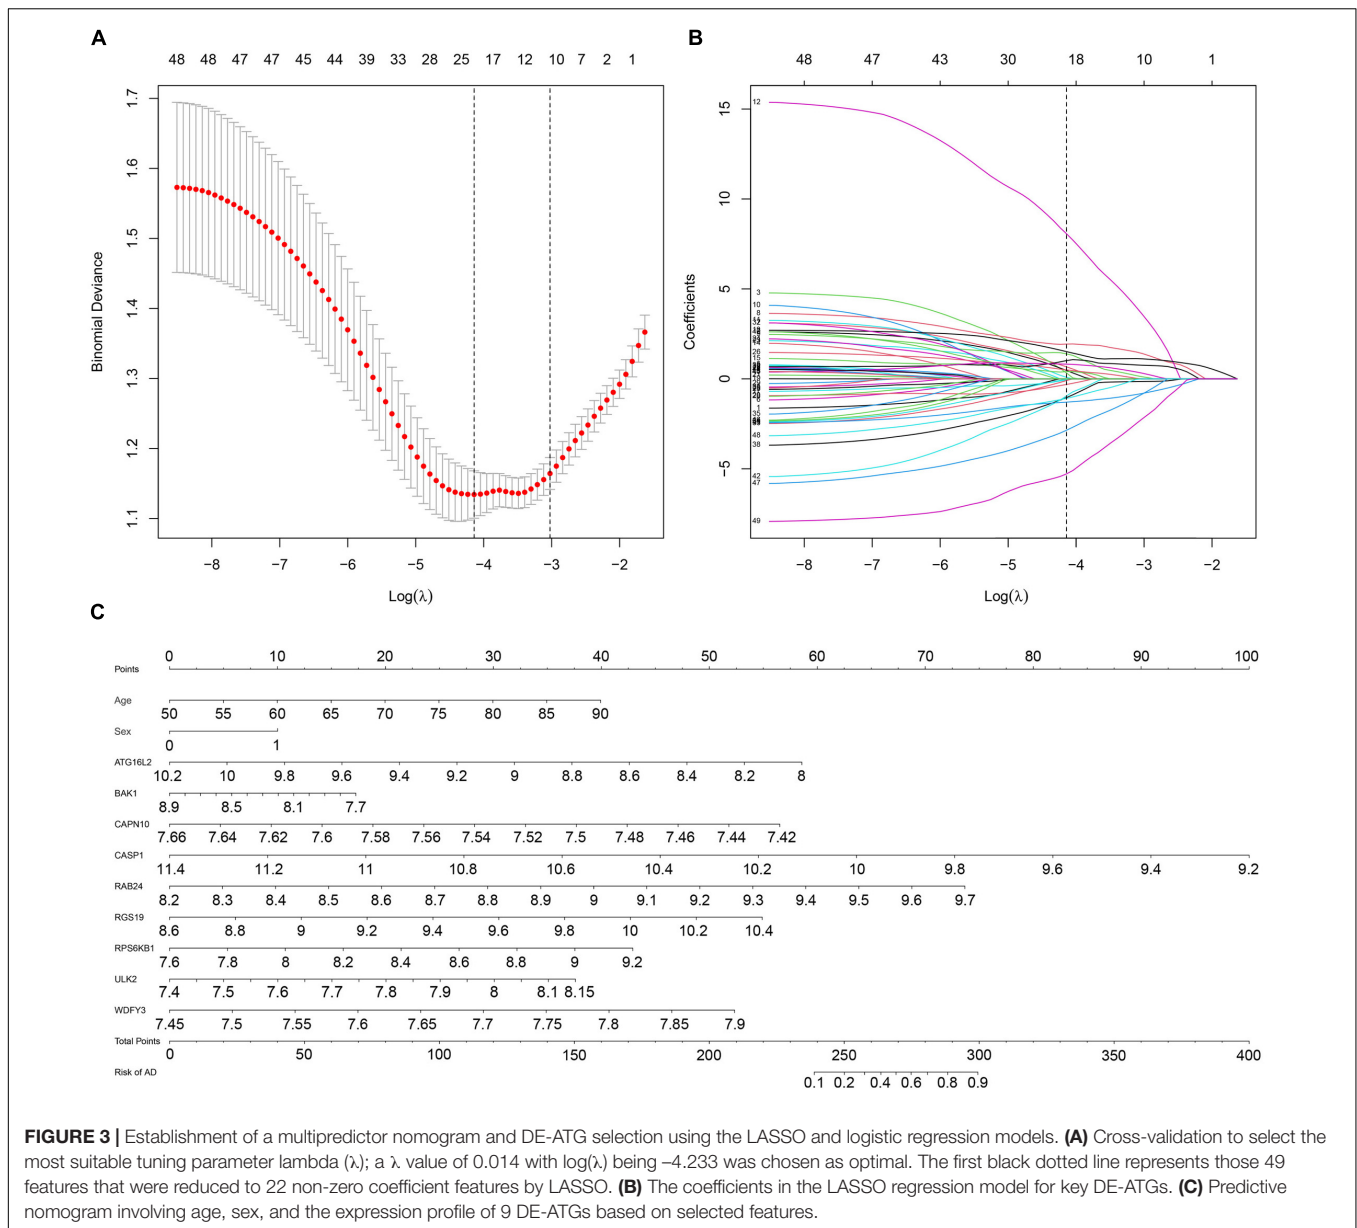 A
48 48 47 47 45 44 39 33 28 25 17 12 10 7 2 1
1.7
1.6
1.5
1.4
1.3
1.2
1.1
Binomial Deviance
−8 −7 −6 −5 −4 −3 −2
Log(λ)
B
48 47 43 30 18 10 1
15
10
5
0
−5
Coefficients
12
3
10
8
35
48
38
42
47
49
−8 −7 −6 −5 −4 −3 −2
Log(λ)
C
Points 0 10 20 30 40 50 60 70 80 90 100
Age
50 55 60 65 70 75 80 85 90
Sex
0 1
ATG16L2
10.2 10 9.8 9.6 9.4 9.2 9 8.8 8.6 8.4 8.2 8
BAK1
8.9 8.5 8.1 7.7
CAPN10
7.66 7.64 7.62 7.6 7.58 7.56 7.54 7.52 7.5 7.48 7.46 7.44 7.42
CASP1
11.4 11.2 11 10.8 10.6 10.4 10.2 10 9.8 9.6 9.4 9.2
RAB24
8.2 8.3 8.4 8.5 8.6 8.7 8.8 8.9 9 9.1 9.2 9.3 9.4 9.5 9.6 9.7
RGS19
8.6 8.8 9 9.2 9.4 9.6 9.8 10 10.2 10.4
RPS6KB1
7.6 7.8 8 8.2 8.4 8.6 8.8 9 9.2
ULK2
7.4 7.5 7.6 7.7 7.8 7.9 8 8.1 8.15
WDFY3
7.45 7.5 7.55 7.6 7.65 7.7 7.75 7.8 7.85 7.9
Total Points
0 50 100 150 200 250 300 350 400
Risk of AD
0.1 0.2 0.4 0.6 0.8 0.9
FIGURE 3 | Establishment of a multipredictor nomogram and DE-ATG selection using the LASSO and logistic regression models. (A) Cross-validation to select the
most suitable tuning parameter lambda (λ); a λ value of 0.014 with log(λ) being −4.233 was chosen as optimal. The first black dotted line represents those 49
features that were reduced to 22 non-zero coefficient features by LASSO. (B) The coefficients in the LASSO regression model for key DE-ATGs. (C) Predictive
nomogram involving age, sex, and the expression profile of 9 DE-ATGs based on selected features.